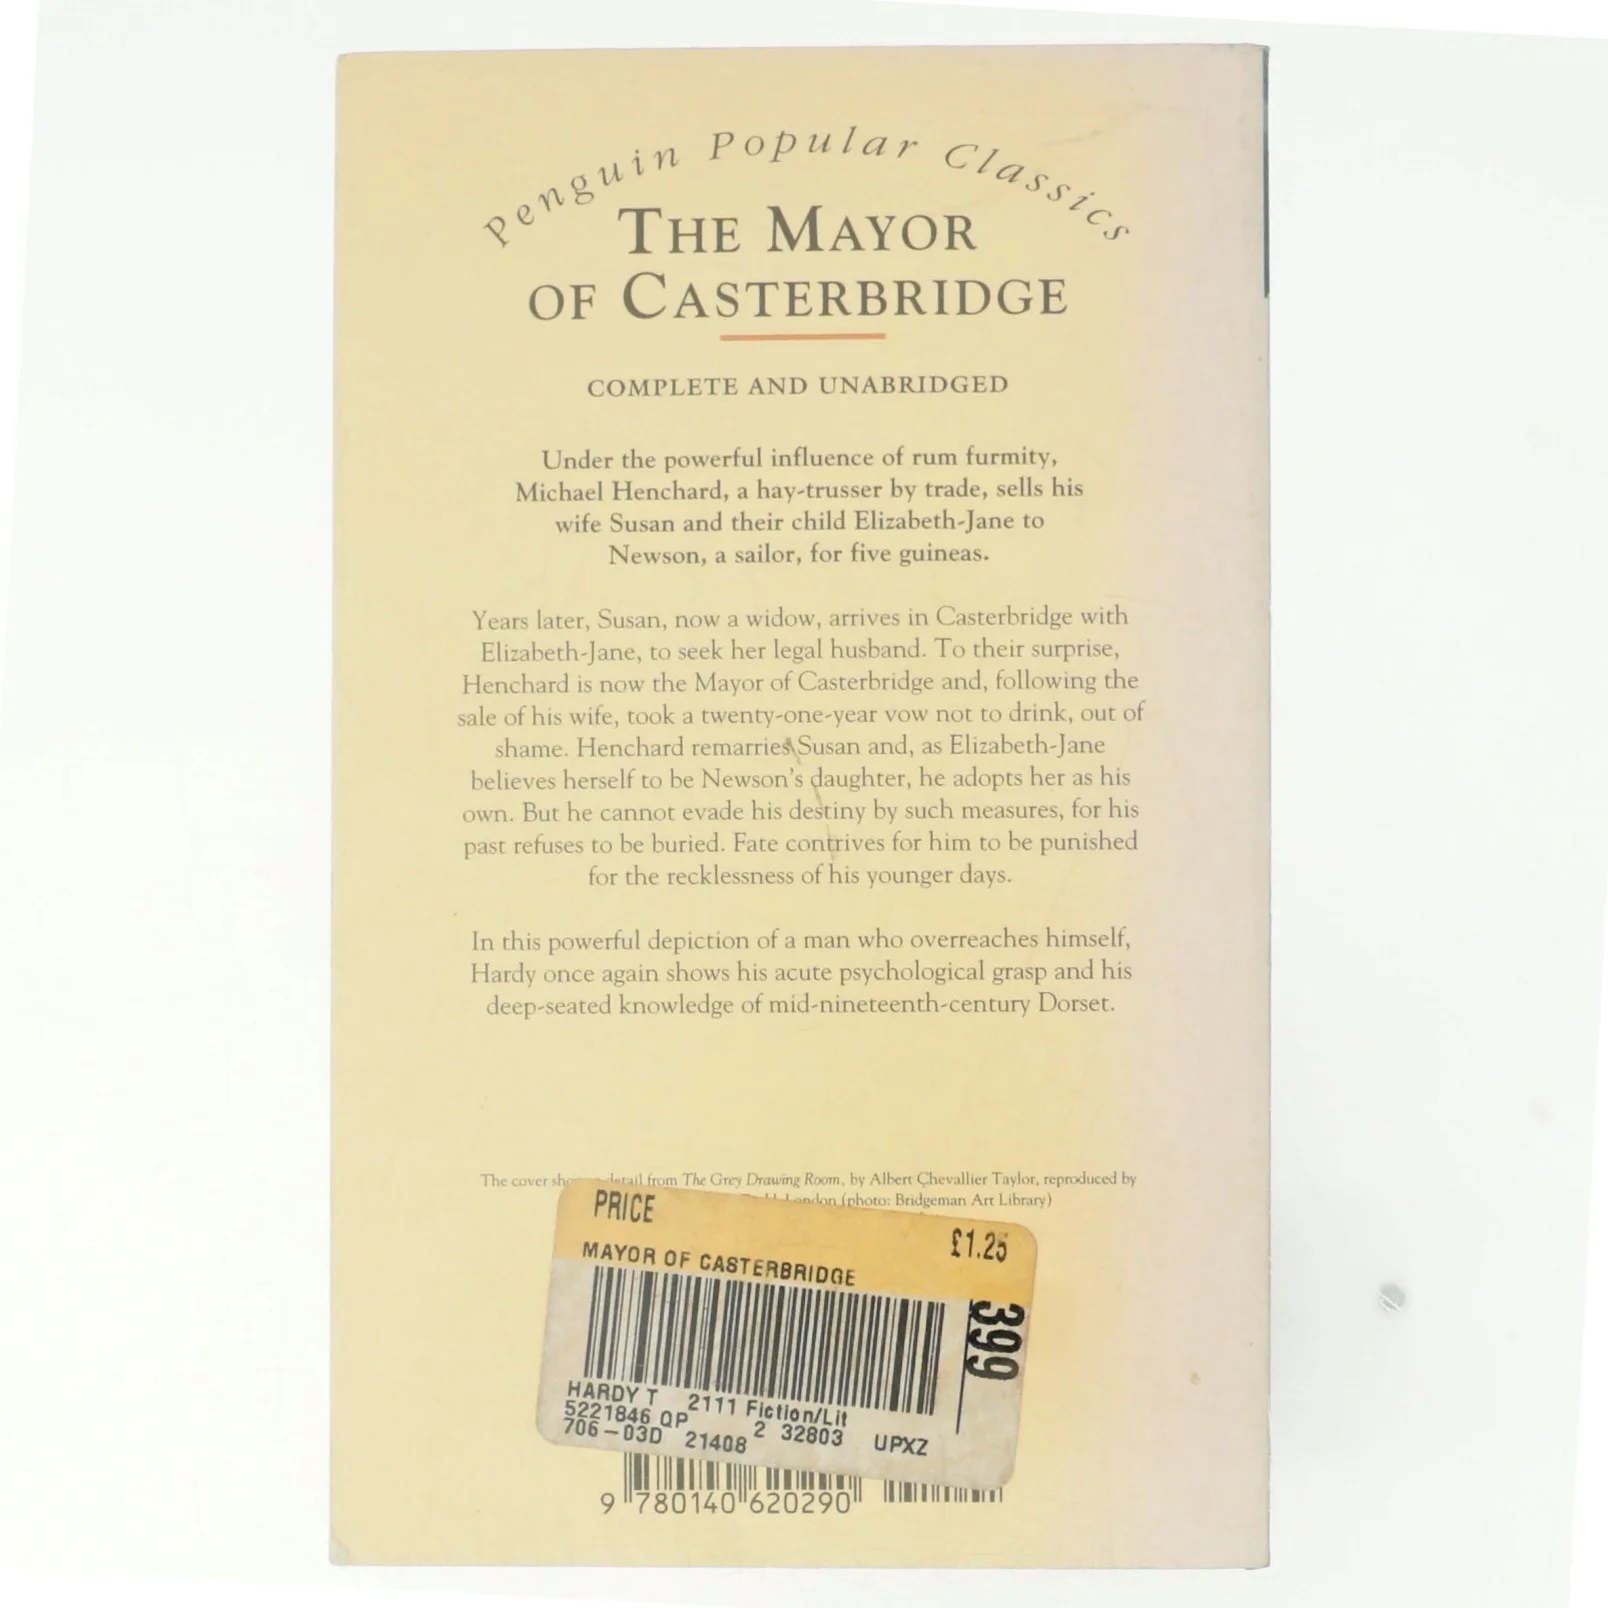 Penguin Popular Classics
THE MAYOR
OF CASTERBRIDGE
COMPLETE AND UNABRIDGED
Under the powerful influence of rum furmity,
Michael Henchard, a hay-trusser by trade, sells his
wife Susan and their child Elizabeth-Jane to
Newson, a sailor, for five guineas.
Years later, Susan, now a widow, arrives in Casterbridge with
Elizabeth-Jane, to seek her legal husband. To their surprise,
Henchard is now the Mayor of Casterbridge and, following the
sale of his wife, took a twenty-one-year vow not to drink, out of
shame. Henchard remarries Susan and, as Elizabeth-Jane
believes herself to be Newson's daughter, he adopts her as his
own. But he cannot evade his destiny by such measures, for his
past refuses to be buried. Fate contrives for him to be punished
for the recklessness of his younger days.
In this powerful depiction of a man who overreaches himself,
Hardy once again shows his acute psychological grasp and his
deep-seated knowledge of mid-nineteenth-century Dorset.
The cover detail from The Grey Drawing Room, by Albert Chevallier Taylor, reproduced by
London (photo: Bridgeman Art Library)
PRICE
£1.25
MAYOR OF CASTERBRIDGE
399
HARDY T 2111 Fiction/Lit
5221846 QP 2 32803 UPXZ
706-03D 21408
9 780140 620290